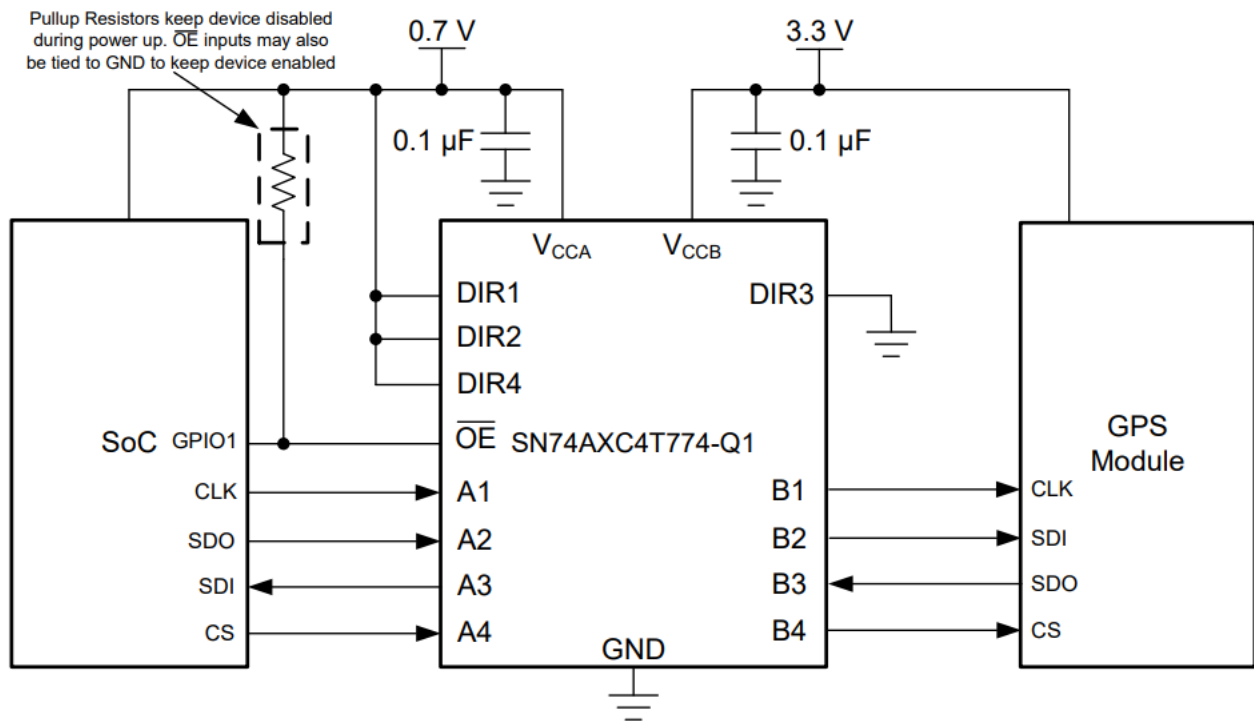 Pullup Resistors keep device disabled
during power up. O̅E̅ inputs may also
be tied to GND to keep device enabled
0.7 V
3.3 V
0.1 µF
0.1 µF
VCCA
VCCB
DIR1
DIR3
DIR2
DIR4
SoC
GPIO1
O̅E̅
SN74AXC4T774-Q1
GPS
Module
CLK
A1
B1
CLK
SDO
A2
B2
SDI
SDI
A3
B3
SDO
CS
A4
B4
CS
GND